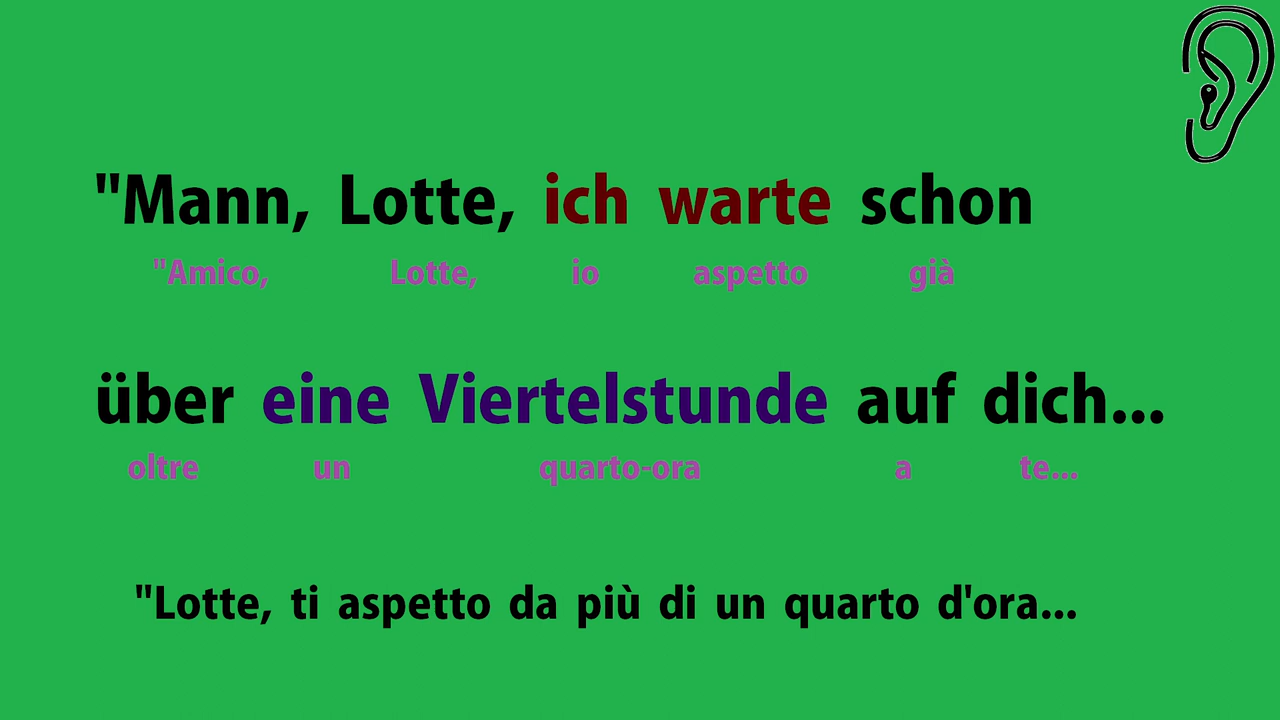 "Mann, Lotte, ich warte schon
"Amico, Lotte, io aspetto già
über eine Viertelstunde auf dich...
oltre un quarto-ora a te...
"Lotte, ti aspetto da più di un quarto d'ora...